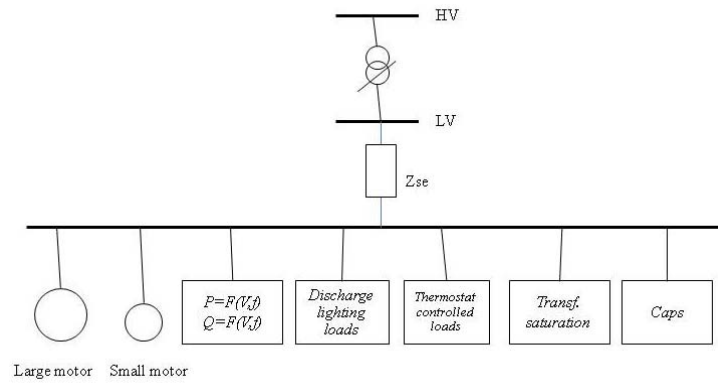 HV
LV
Zse
P=F(V,f)
Q=F(V,f)
Discharge
lighting
loads
Thermostat
controlled
loads
Transf.
saturation
Caps
Large motor
Small motor